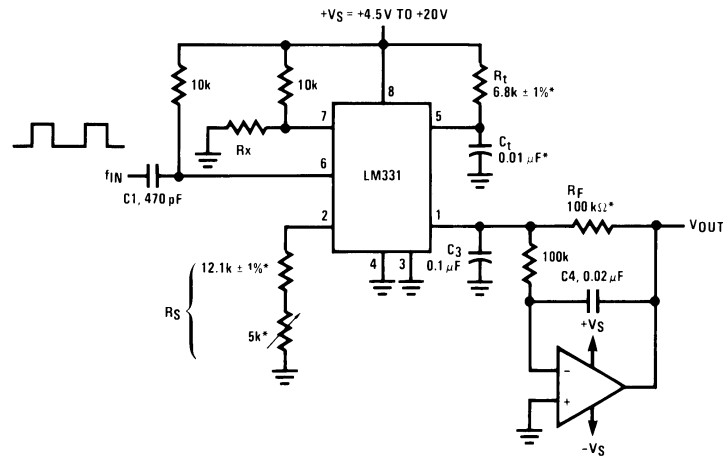 +VS = +4.5V TO +20V
10k
10k
Rt
6.8k ± 1%*
8
7
5
Rx
Ct
0.01 µF*
fIN
C1, 470 pF
6
LM331
RF
100 kΩ*
2
1
VOUT
C3
0.1 µF
100k
12.1k ± 1%*
4
3
C4, 0.02 µF
RS
5k*
+VS
−
+
−VS